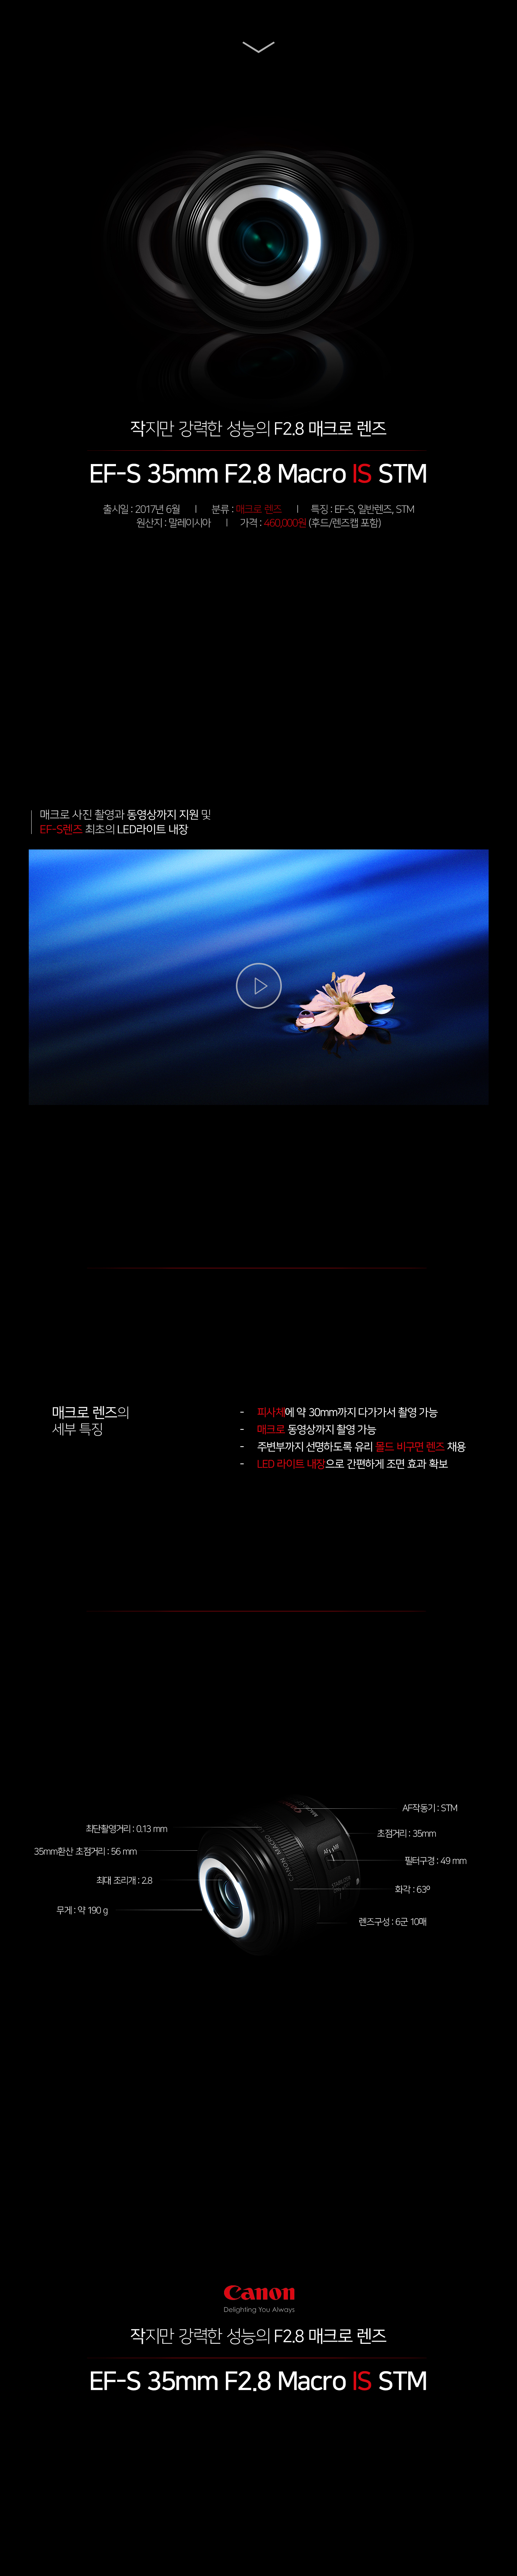 작지만 강력한 성능의 F2.8 매크로 렌즈
EF-S 35mm F2.8 Macro IS STM
출시일 : 2017년 6월 | 분류 : 매크로 렌즈 | 특징 : EF-S, 일반렌즈, STM
원산지 : 말레이시아 | 가격 : 460,000원 (후드/렌즈캡 포함)
매크로 사진 촬영과 동영상까지 지원 및
EF-S렌즈 최초의 LED라이트 내장
매크로 렌즈의
세부 특징
- 피사체에 약 30mm까지 다가가서 촬영 가능
- 매크로 동영상까지 촬영 가능
- 주변부까지 선명하도록 유리 몰드 비구면 렌즈 채용
- LED 라이트 내장으로 간편하게 조면 효과 확보
최단촬영거리 : 0.13 mm
35mm환산 초점거리 : 56 mm
최대 조리개 : 2.8
무게 : 약 190 g
CANON MACRO
AF작동기 : STM
초점거리 : 35mm
필터구경 : 49 mm
화각 : 63º
렌즈구성 : 6군 10매
Canon
Delighting You Always
작지만 강력한 성능의 F2.8 매크로 렌즈
EF-S 35mm F2.8 Macro IS STM